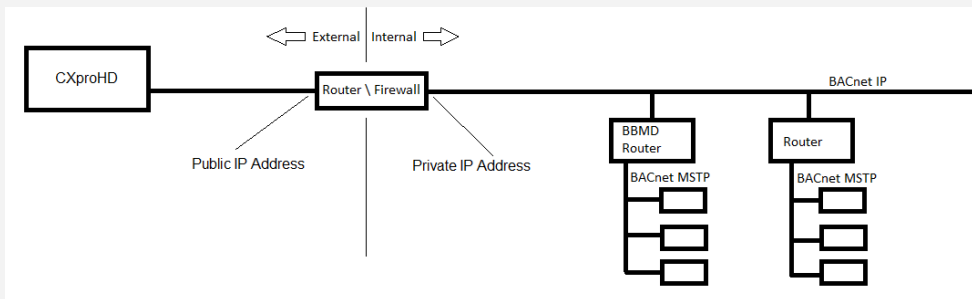 External
Internal
CXproHD
Router \ Firewall
BACnet IP
BBMD
Router
Router
Public IP Address
Private IP Address
BACnet MSTP
BACnet MSTP